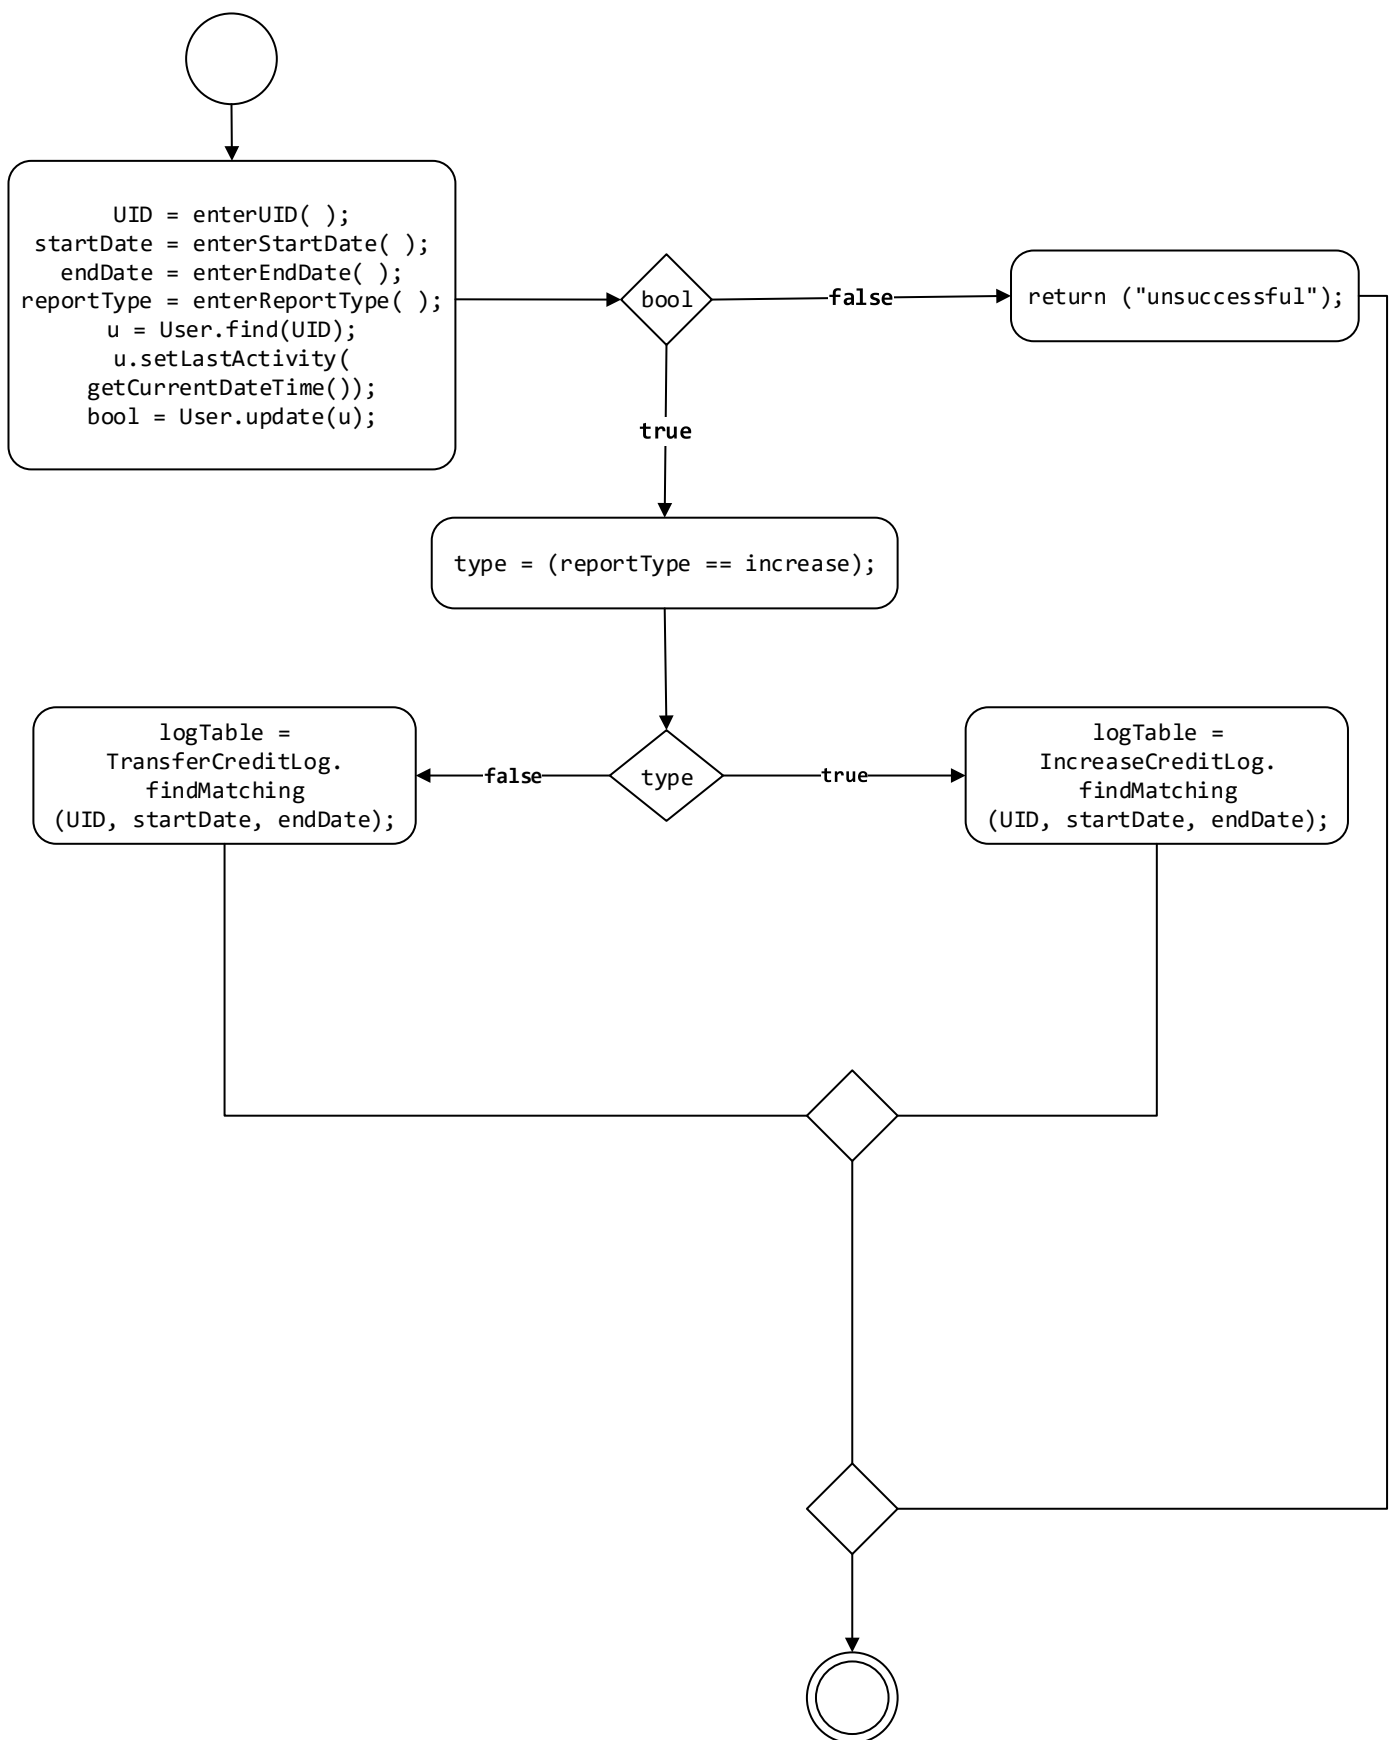 UID = enterUID( );
startDate = enterStartDate( );
endDate = enterEndDate( );
reportType = enterReportType( );
u = User.find(UID);
u.setLastActivity(
getCurrentDateTime());
bool = User.update(u);
bool
false
return ("unsuccessful");
true
type = (reportType == increase);
logTable =
TransferCreditLog.
findMatching
(UID, startDate, endDate);
false
type
true
logTable =
IncreaseCreditLog.
findMatching
(UID, startDate, endDate);